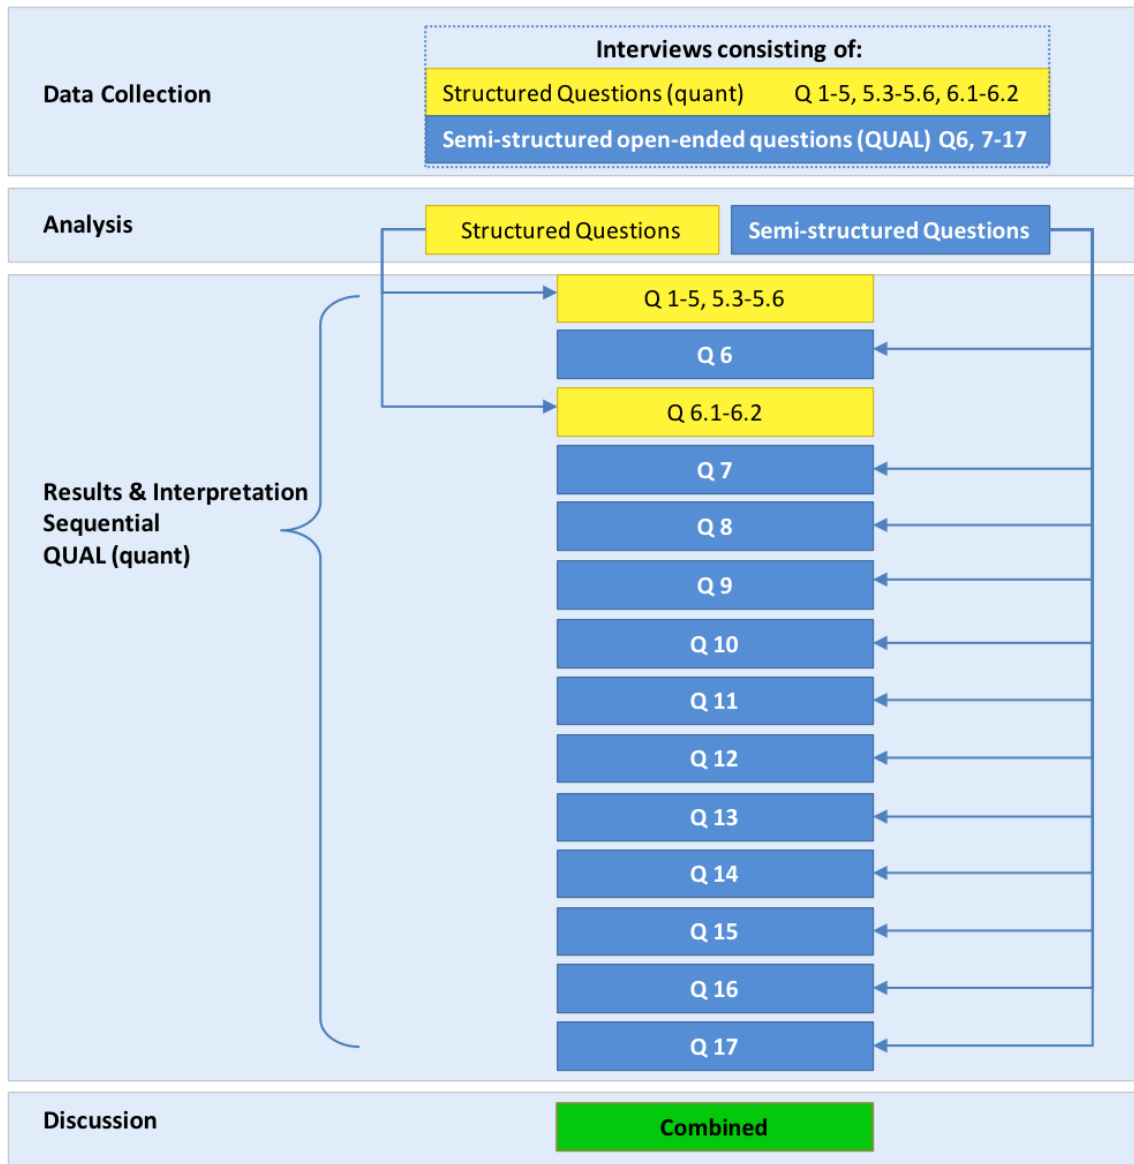 Data Collection
Interviews consisting of:
Structured Questions (quant) Q 1-5, 5.3-5.6, 6.1-6.2
Semi-structured open-ended questions (QUAL) Q6, 7-17
Analysis
Structured Questions
Semi-structured Questions
Results & Interpretation
Sequential
QUAL (quant)
Q 1-5, 5.3-5.6
Q 6
Q 6.1-6.2
Q 7
Q 8
Q 9
Q 10
Q 11
Q 12
Q 13
Q 14
Q 15
Q 16
Q 17
Discussion
Combined